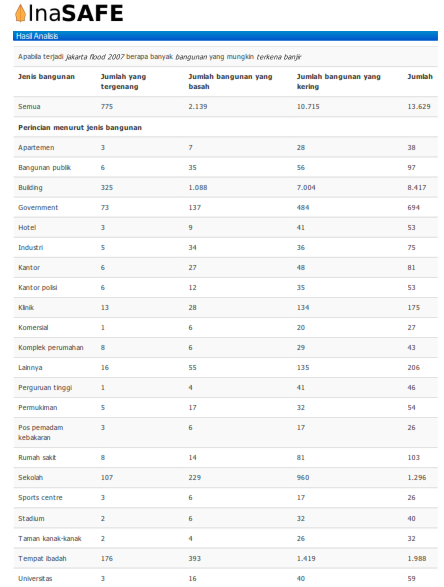 InaSAFE
Hasil Analisis
Apabila terjadi jakarta flood 2007 berapa banyak bangunan yang mungkin terkena banjir
Jenis bangunan Jumlah yang tergenang Jumlah bangunan yang basah Jumlah bangunan yang kering Jumlah
Semua 775 2.139 10.715 13.629
Perincian menurut jenis bangunan
Apartemen 3 7 28 38
Bangunan publik 6 35 56 97
Building 325 1.088 7.004 8.417
Government 73 137 484 694
Hotel 3 9 41 53
Industri 5 34 36 75
Kantor 6 27 48 81
Kantor polisi 6 12 35 53
Klinik 13 28 134 175
Komersial 1 6 20 27
Komplek perumahan 8 6 29 43
Lainnya 16 55 135 206
Perguruan tinggi 1 4 41 46
Permukiman 5 17 32 54
Pos pemadam kebakaran 3 6 17 26
Rumah sakit 8 14 81 103
Sekolah 107 229 960 1.296
Sports centre 3 6 17 26
Stadium 2 6 32 40
Taman kanak-kanak 2 4 26 32
Tempat ibadah 176 393 1.419 1.988
Universitas 3 16 40 59